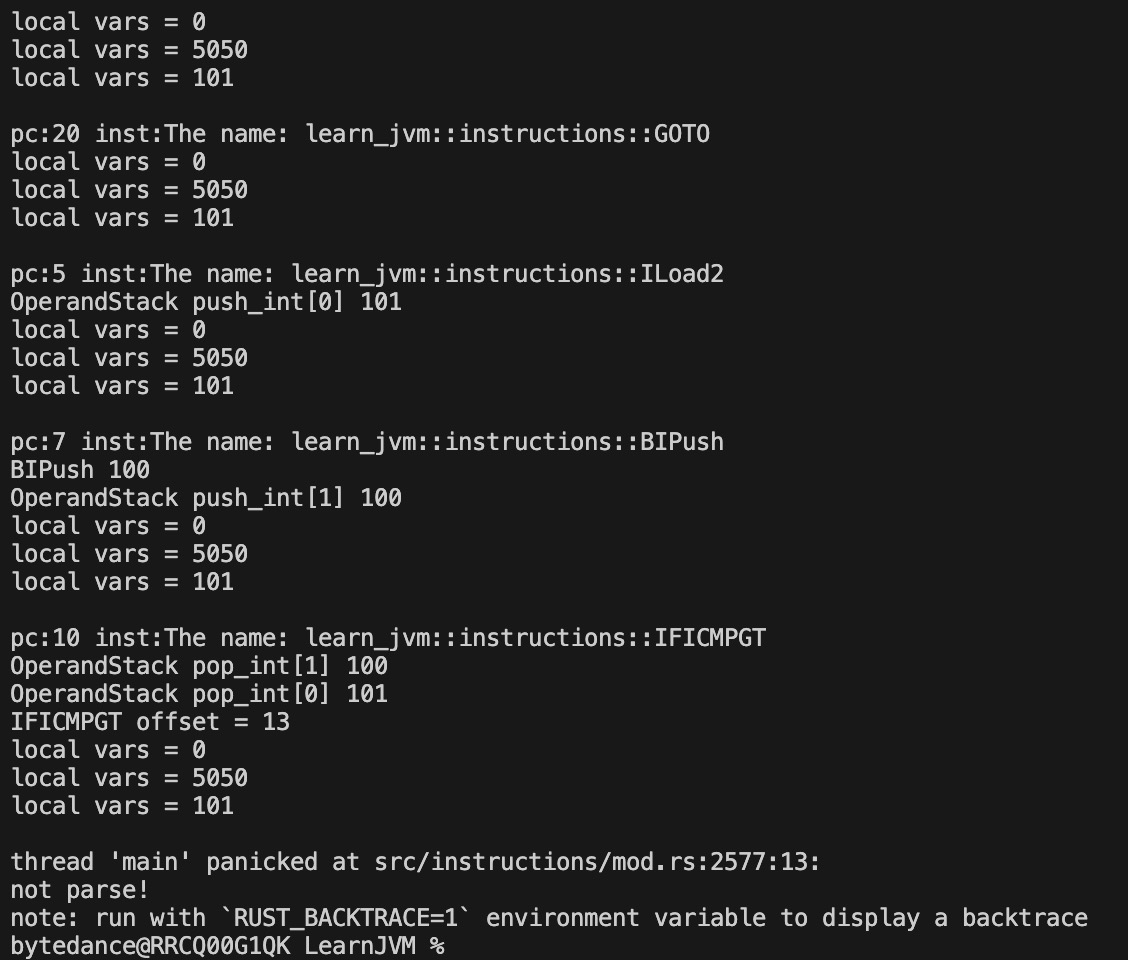 local vars = 0
local vars = 5050
local vars = 101
pc:20 inst:The name: learn_jvm::instructions::GOTO
local vars = 0
local vars = 5050
local vars = 101
pc:5 inst:The name: learn_jvm::instructions::ILoad2
OperandStack push_int[0] 101
local vars = 0
local vars = 5050
local vars = 101
pc:7 inst:The name: learn_jvm::instructions::BIPush
BIPush 100
OperandStack push_int[1] 100
local vars = 0
local vars = 5050
local vars = 101
pc:10 inst:The name: learn_jvm::instructions::IFICMPGT
OperandStack pop_int[1] 100
OperandStack pop_int[0] 101
IFICMPGT offset = 13
local vars = 0
local vars = 5050
local vars = 101
thread 'main' panicked at src/instructions/mod.rs:2577:13:
not parse!
note: run with `RUST_BACKTRACE=1` environment variable to display a backtrace
bytedance@RRCQ00G1QK LearnJVM %